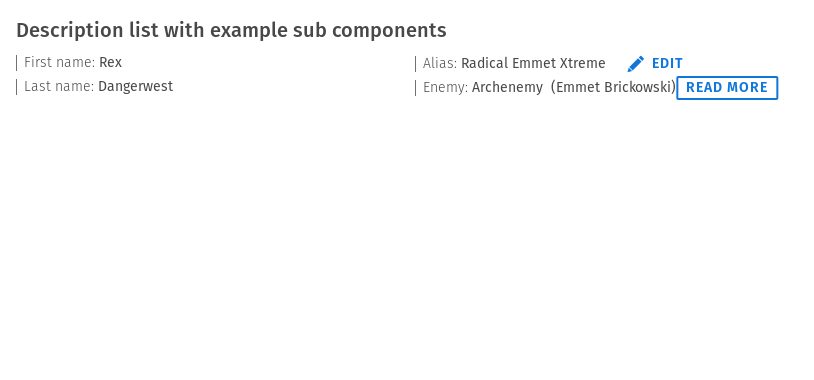 Description list with example sub components
First name: Rex
Last name: Dangerwest
Alias: Radical Emmet Xtreme EDIT
Enemy: Archenemy (Emmet Brickowski) READ MORE